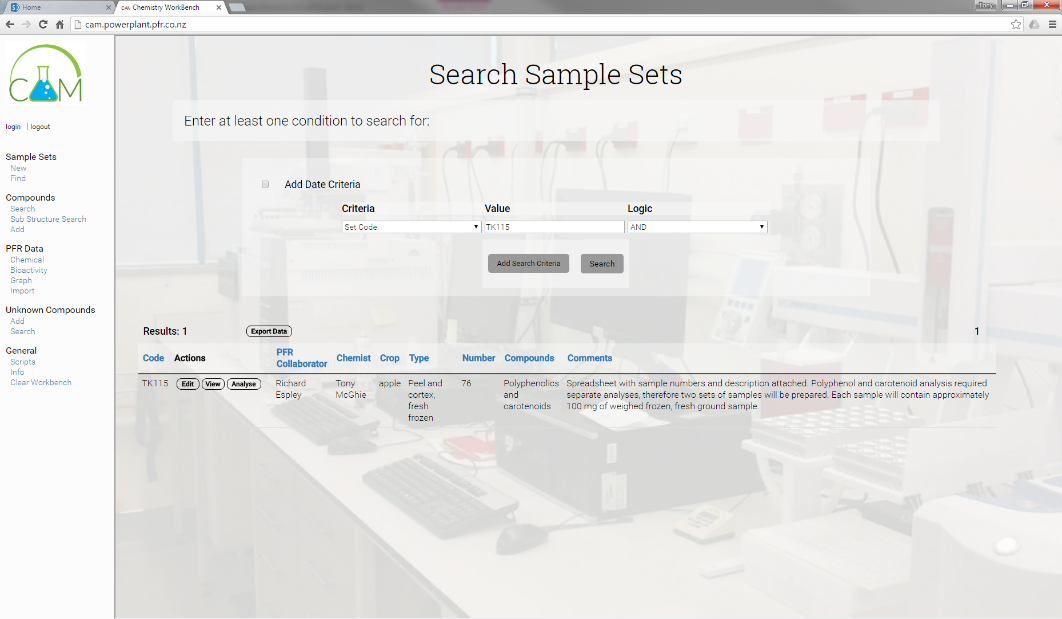 Home
CAM Chemistry WorkBench
Tony
cam.powerplant.pfr.co.nz
CAM
login | logout
Sample Sets
New
Find
Compounds
Search
Sub Structure Search
Add
PFR Data
Chemical
Bioactivity
Graph
Import
Unknown Compounds
Add
Search
General
Scripts
Info
Clear Workbench
Search Sample Sets
Enter at least one condition to search for:
Add Date Criteria
Criteria Value Logic
Set Code TK115 AND
Add Search Criteria Search
Results: 1 Export Data 1
Code Actions PFR Collaborator Chemist Crop Type Number Compounds Comments
TK115 Edit View Analyse Richard Espley Tony McGhie apple Peel and cortex, fresh frozen 76 Polyphenolics and carotenoids Spreadsheet with sample numbers and description attached. Polyphenol and carotenoid analysis required
separate analyses, therefore two sets of samples will be prepared. Each sample will contain approximately
100 mg of weighed frozen, fresh ground sample.